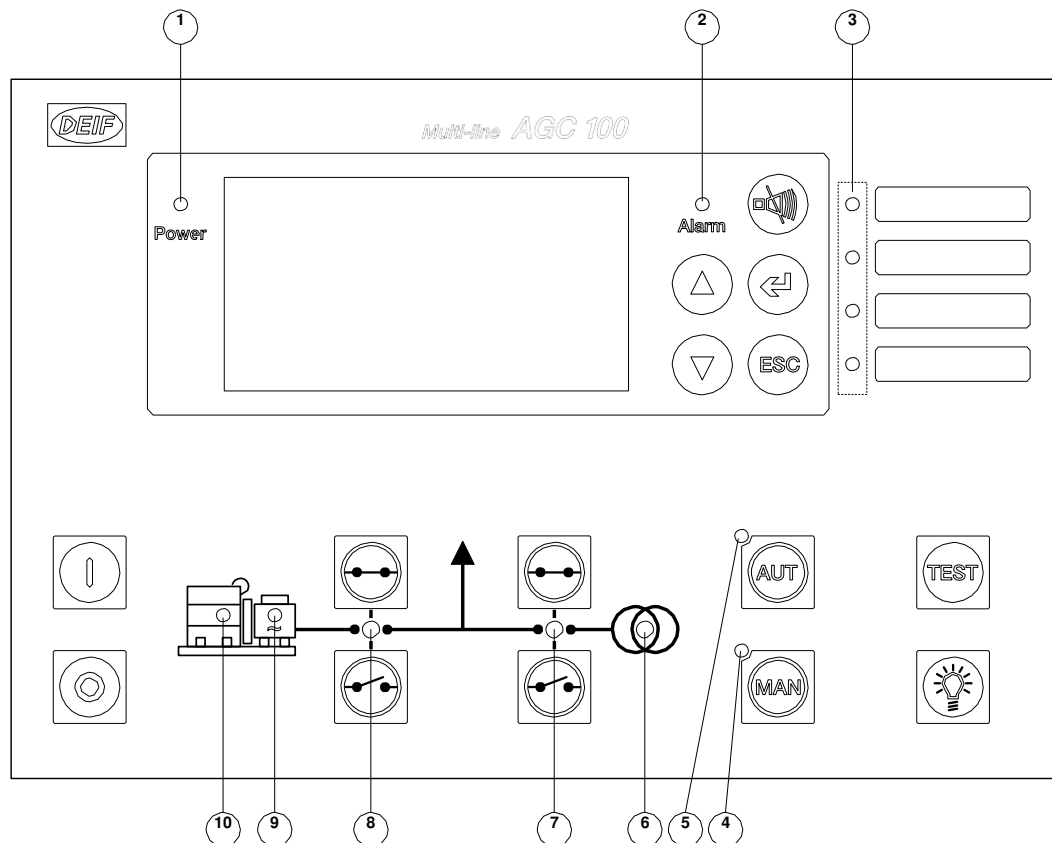 1 2 3
DEIF
Multi-line AGC 100
Power
Alarm
ESC
AUT
TEST
MAN
10 9 8 7 6 5 4